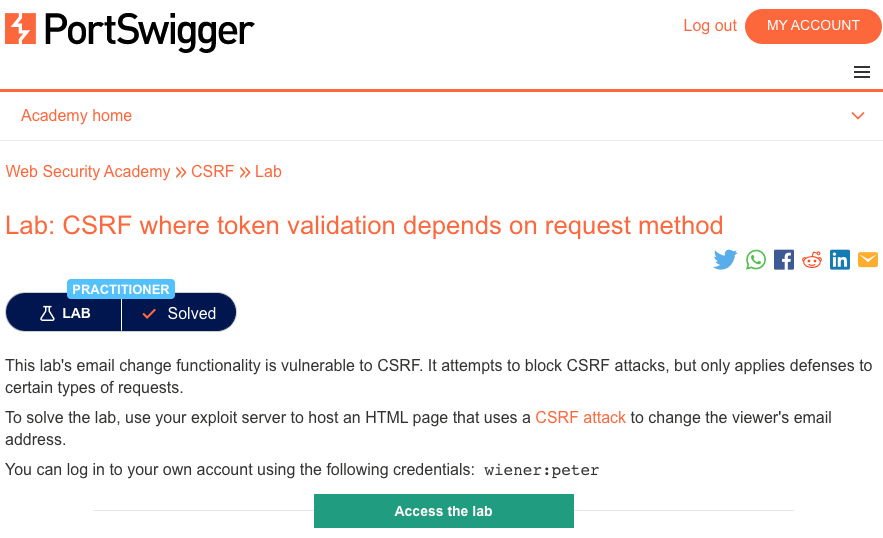 PortSwigger
Log out
MY ACCOUNT
Academy home
Web Security Academy » CSRF » Lab
Lab: CSRF where token validation depends on request method
PRACTITIONER
LAB
Solved
This lab's email change functionality is vulnerable to CSRF. It attempts to block CSRF attacks, but only applies defenses to
certain types of requests.
To solve the lab, use your exploit server to host an HTML page that uses a CSRF attack to change the viewer's email
address.
You can log in to your own account using the following credentials: wiener:peter
Access the lab